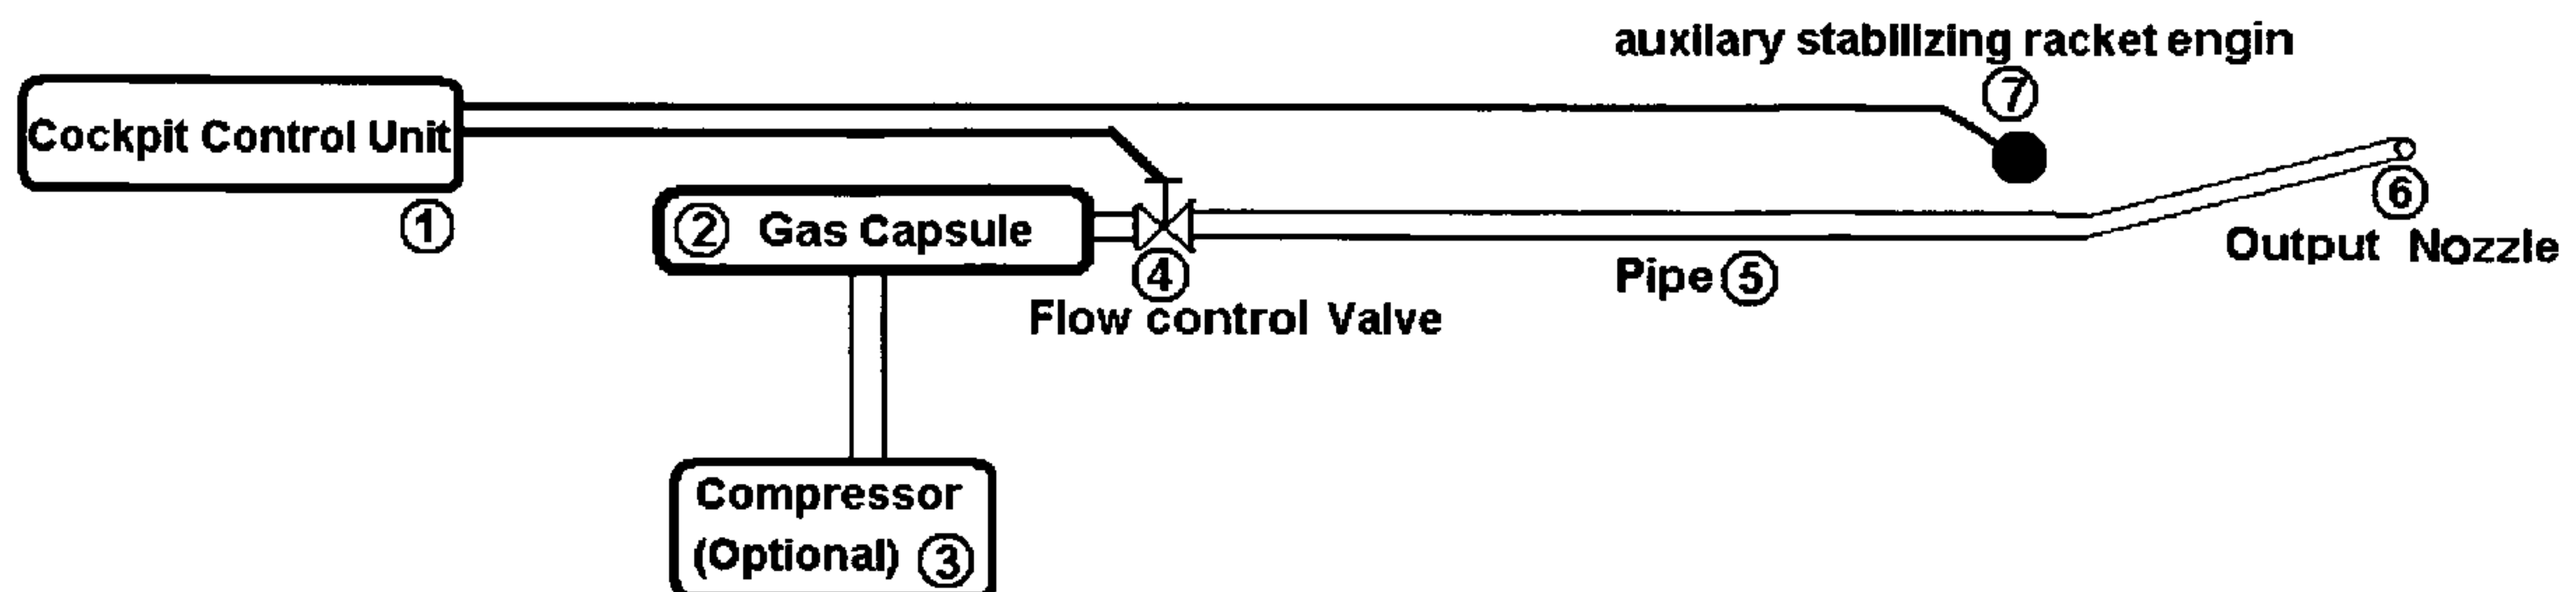 auxilary stabilizing racket engin
7
Cockpit Control Unit
1
2 Gas Capsule
6
Output Nozzle
4
Pipe 5
Flow control Valve
Compressor
(Optional) 3